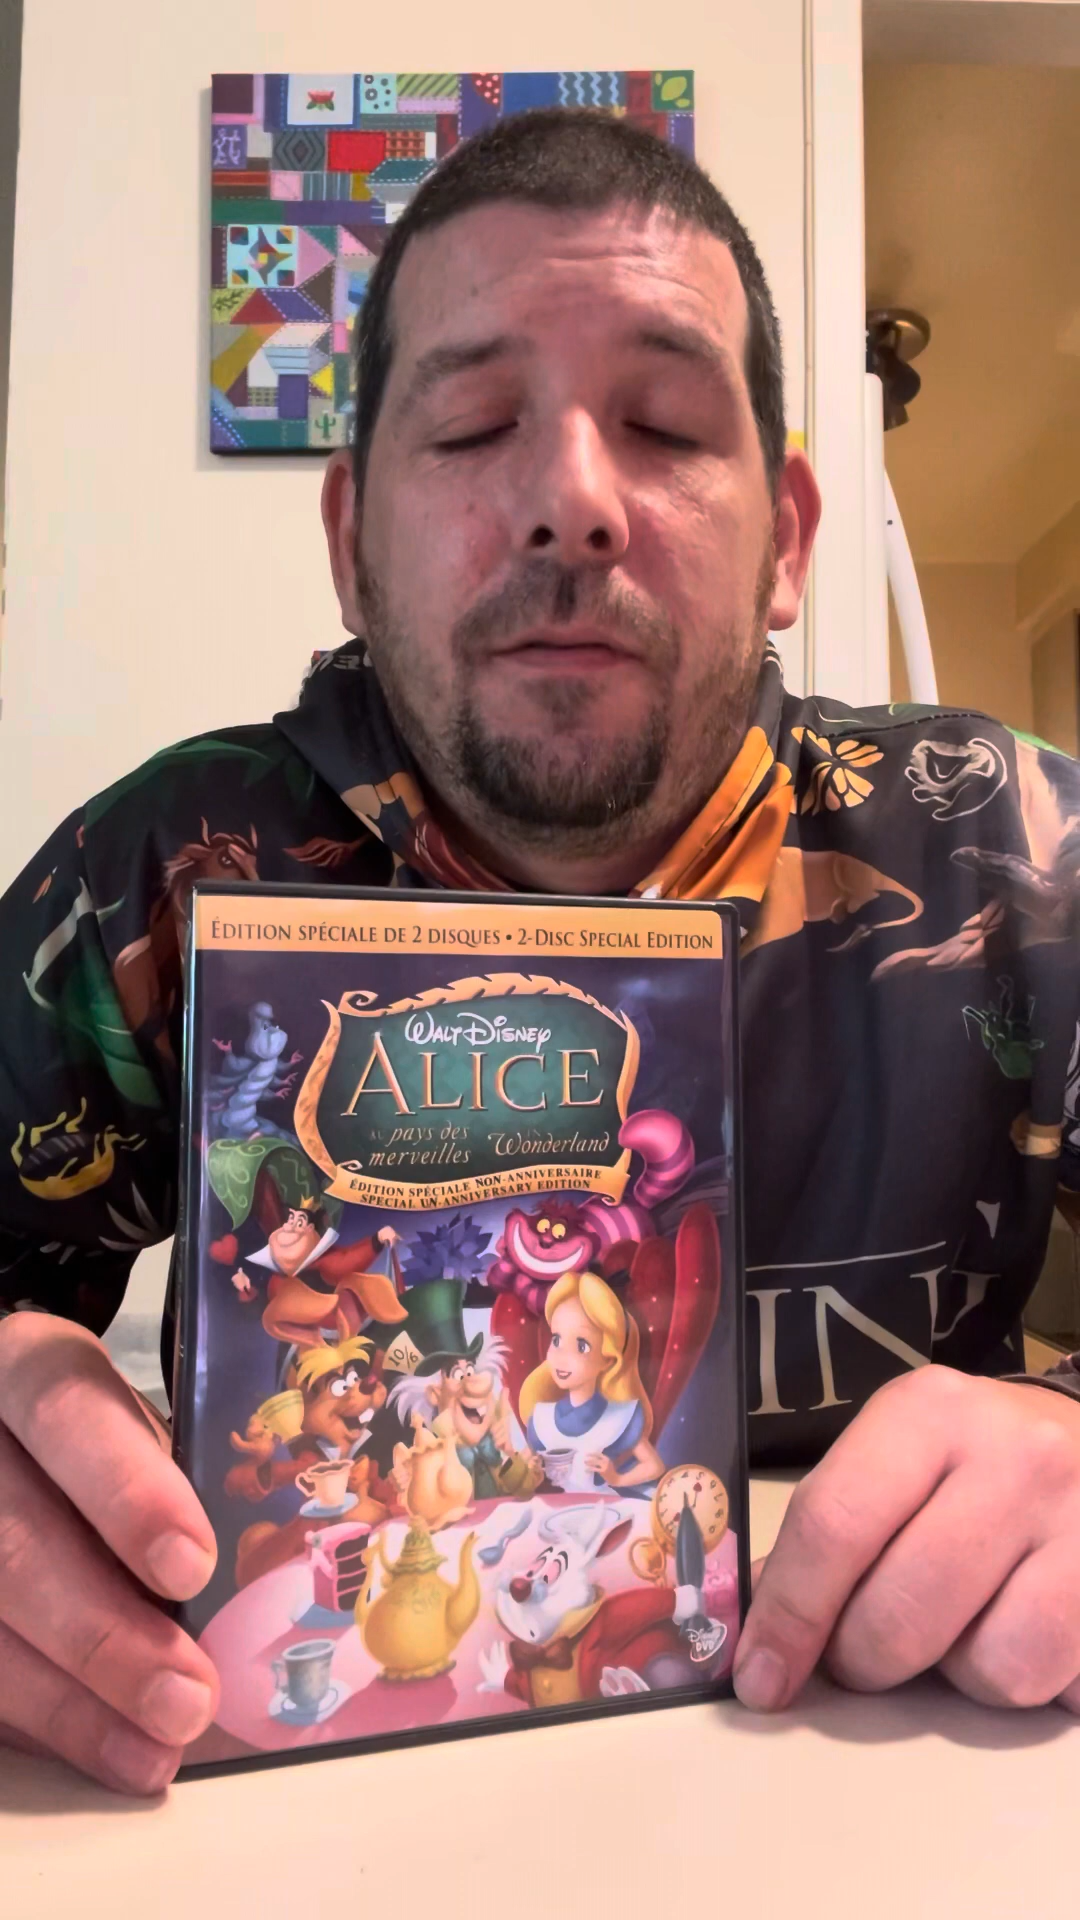 ÉDITION SPÉCIALE DE 2 DISQUES • 2-DISC SPECIAL EDITION
WALT DISNEY
ALICE
AU pays des merveilles
IN Wonderland
ÉDITION SPÉCIALE NON-ANNIVERSAIRE
SPECIAL UN-ANNIVERSARY EDITION
10/6
Disney
DVD
IN